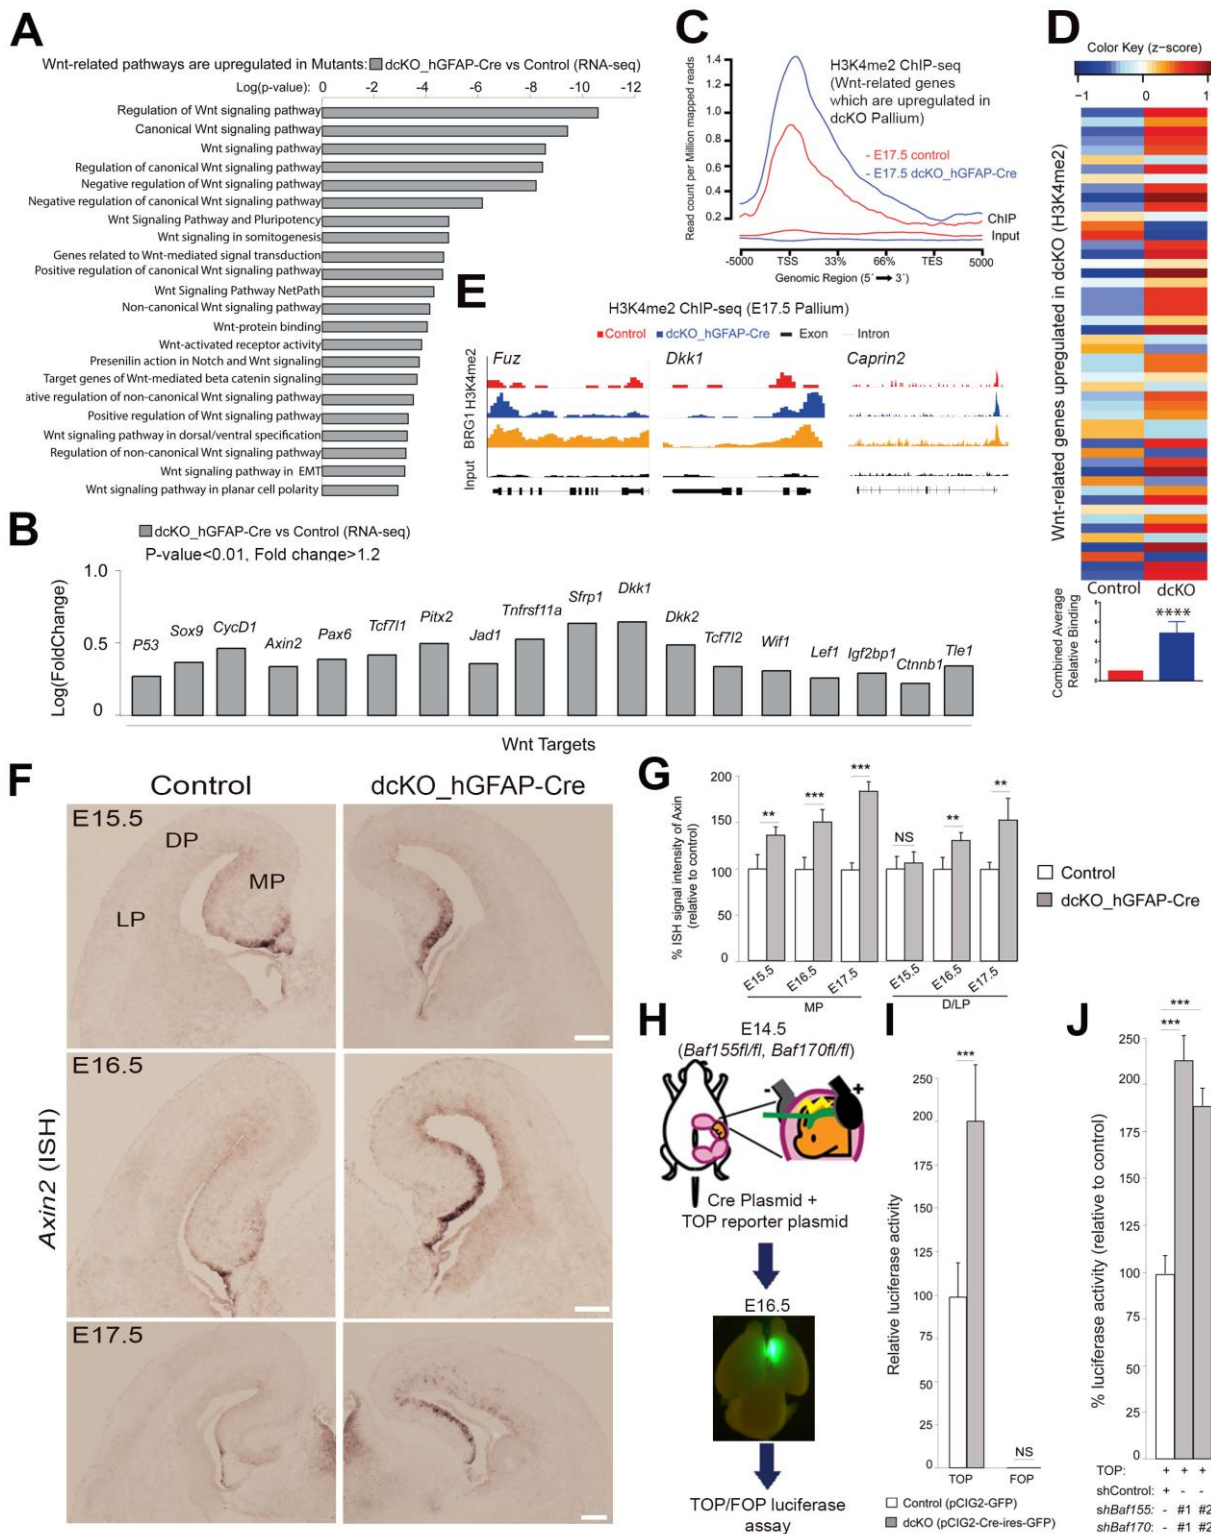 A
Wnt-related pathways are upregulated in Mutants: dcKO_hGFAP-Cre vs Control (RNA-seq)
Log(p-value): 0 -2 -4 -6 -8 -10 -12
Regulation of Wnt signaling pathway
Canonical Wnt signaling pathway
Wnt signaling pathway
Regulation of canonical Wnt signaling pathway
Negative regulation of Wnt signaling pathway
Negative regulation of canonical Wnt signaling pathway
Wnt Signaling Pathway and Pluripotency
Wnt signaling in somitogenesis
Genes related to Wnt-mediated signal transduction
Positive regulation of canonical Wnt signaling pathway
Wnt Signaling Pathway NetPath
Non-canonical Wnt signaling pathway
Wnt-protein binding
Wnt-activated receptor activity
Presenilin action in Notch and Wnt signaling
Target genes of Wnt-mediated beta catenin signaling
ative regulation of non-canonical Wnt signaling pathway
Positive regulation of Wnt signaling pathway
Wnt signaling pathway in dorsal/ventral specification
Regulation of non-canonical Wnt signaling pathway
Wnt signaling pathway in EMT
Wnt signaling pathway in planar cell polarity
B
dcKO_hGFAP-Cre vs Control (RNA-seq)
P-value<0.01, Fold change>1.2
Log(FoldChange)
1.0
0.5
0
P53 Sox9 CycD1 Axin2 Pax6 Tcf7l1 Pitx2 Jad1 Tnfrsf11a Sfrp1 Dkk1 Dkk2 Tcf7l2 Wif1 Lef1 Igf2bp1 Ctnnb1 Tle1
Wnt Targets
C
Read count per Million mapped reads
1.4
1.2
1.0
0.8
0.6
0.4
0.2
H3K4me2 ChIP-seq
(Wnt-related genes
which are upregulated in
dcKO Pallium)
- E17.5 control
- E17.5 dcKO_hGFAP-Cre
ChIP
Input
-5000 TSS 33% 66% TES 5000
Genomic Region (5´ 3´)
D
Color Key (z-score)
−1 0 1
Wnt-related genes upregulated in dcKO (H3K4me2)
Control dcKO
Combined Average
Relative Binding
8
6
4
2
0
****
E
H3K4me2 ChIP-seq (E17.5 Pallium)
Control dcKO_hGFAP-Cre Exon Intron
Fuz Dkk1 Caprin2
H3K4me2
BRG1
Input
F
Control dcKO_hGFAP-Cre
Axin2 (ISH)
E15.5
DP
MP
LP
E16.5
E17.5
G
% ISH signal intensity of Axin
(relative to control)
200
150
100
50
0
** *** *** NS ** **
E15.5 E16.5 E17.5 E15.5 E16.5 E17.5
MP D/LP
Control
dcKO_hGFAP-Cre
H
E14.5
(Baf155fl/fl, Baf170fl/fl)
- +
Cre Plasmid +
TOP reporter plasmid
E16.5
TOP/FOP luciferase
assay
I
Relative luciferase activity
250
200
250
125
100
75
50
25
0
***
NS
TOP FOP
Control (pCIG2-GFP)
dcKO (pCIG2-Cre-ires-GFP)
J
% luciferase activity (relative to control)
250
200
175
250
225
100
75
50
25
0
***
***
TOP: + + +
shControl: + - -
shBaf155: - #1 #2
shBaf170: - #1 #2